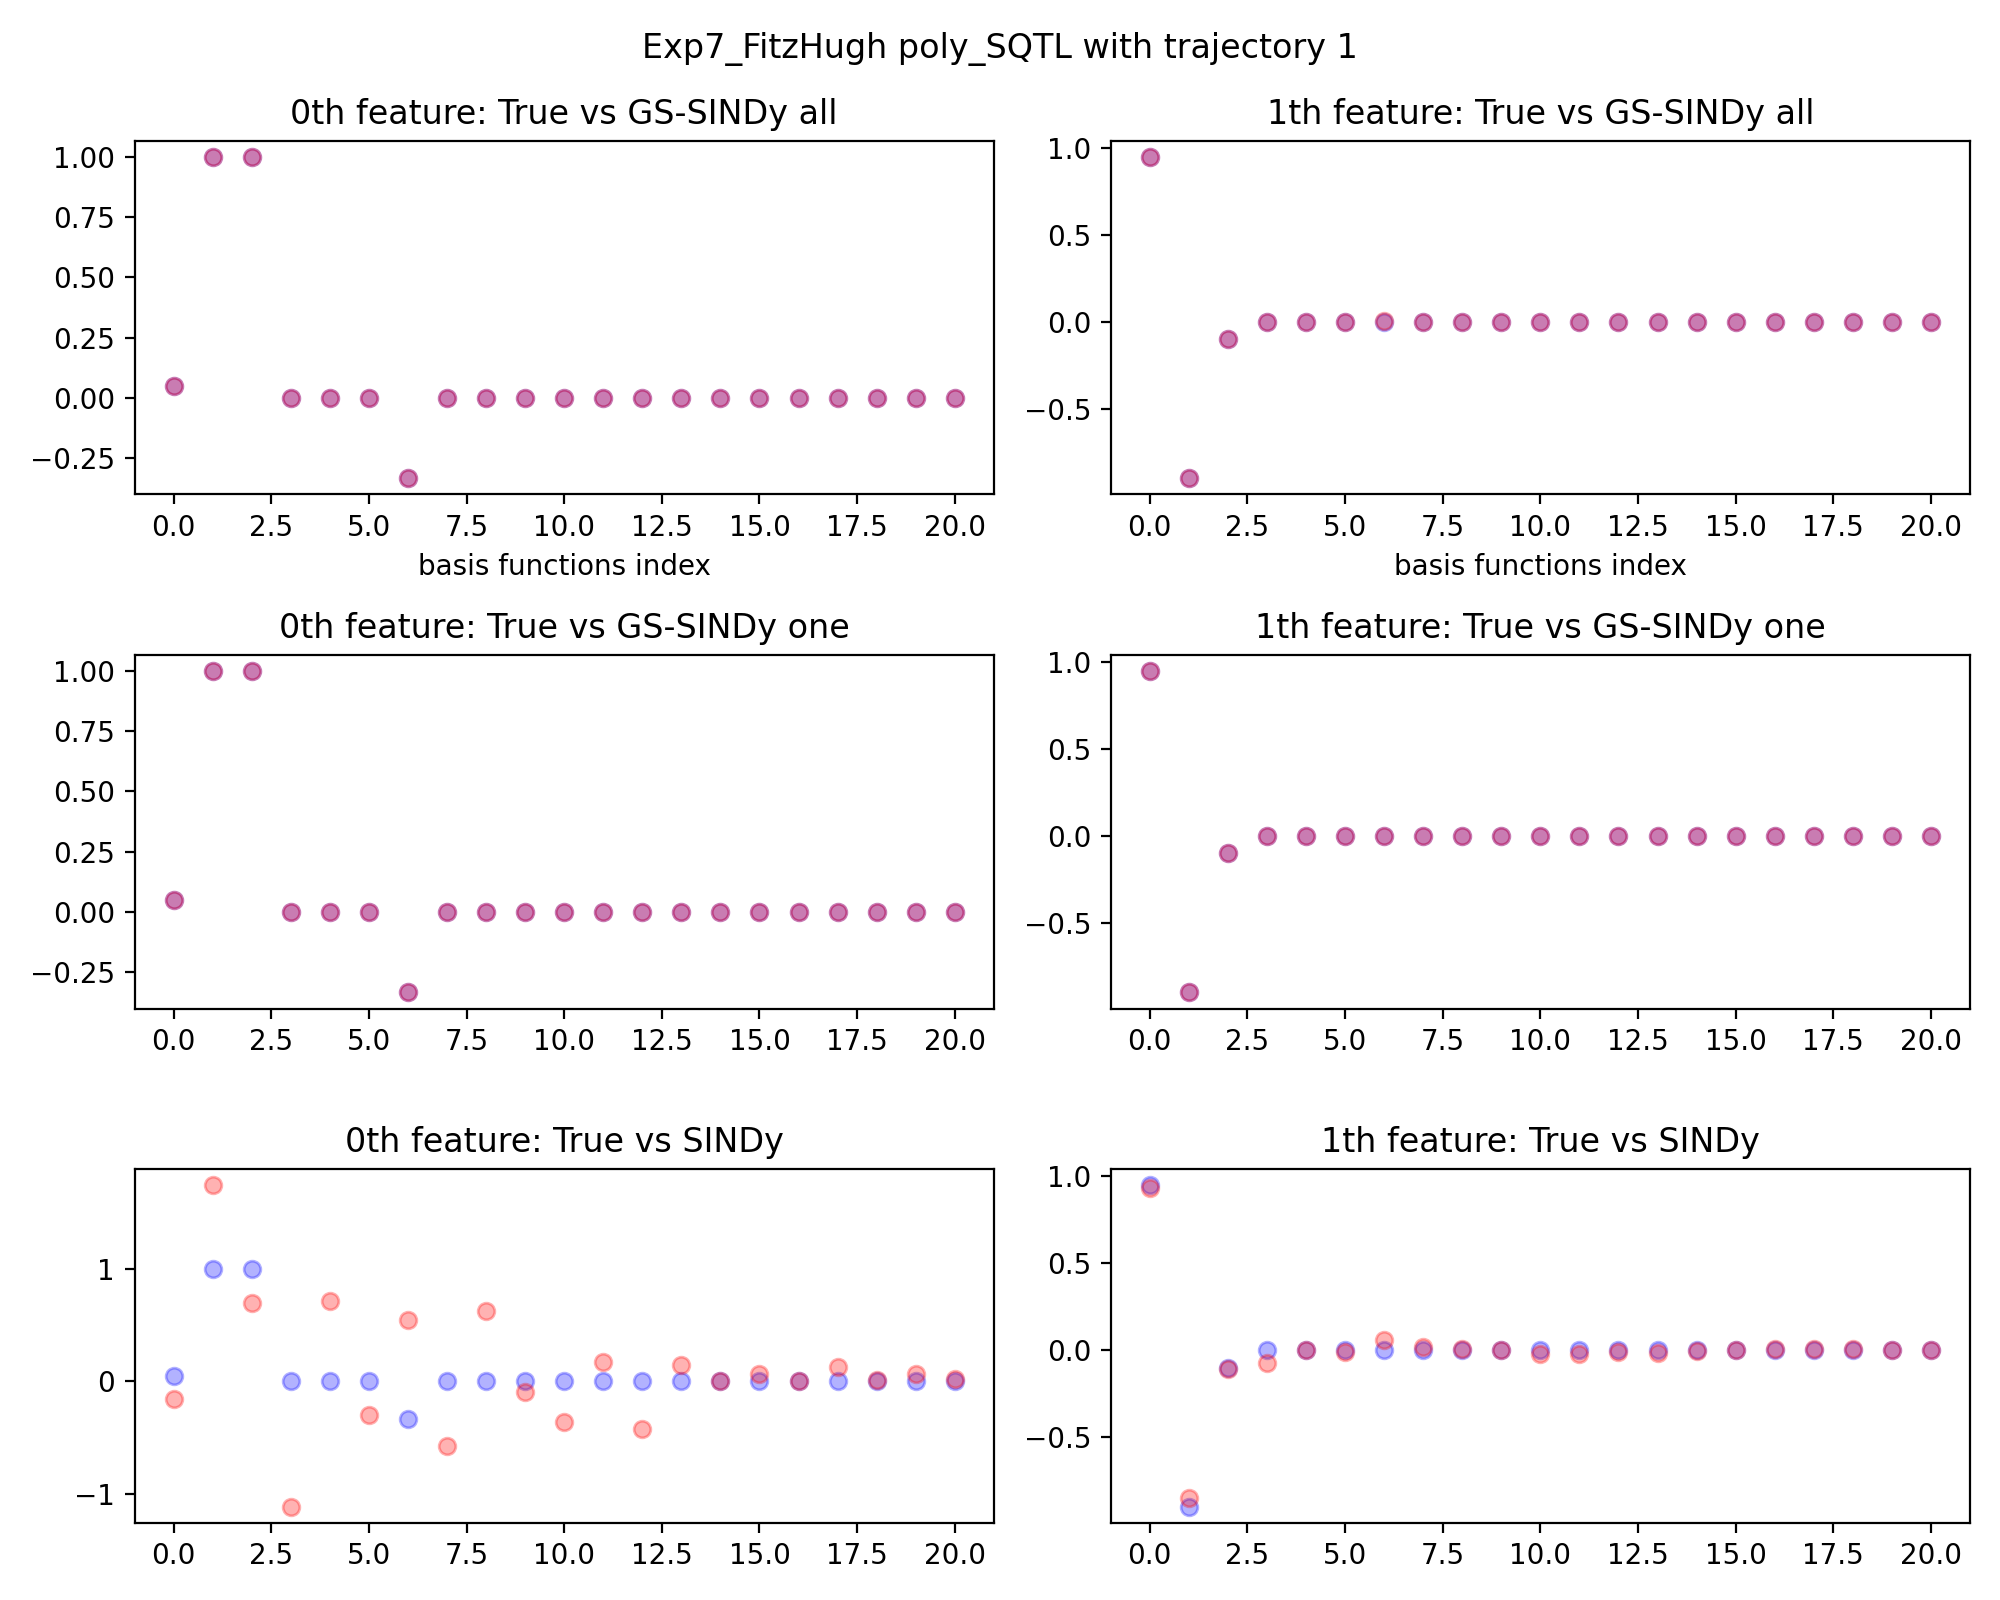 Exp7_FitzHugh poly_SQTL with trajectory 1
0th feature: True vs GS-SINDy all
1.00
0.75
0.50
0.25
0.00
−0.25
0.0 2.5 5.0 7.5 10.0 12.5 15.0 17.5 20.0
basis functions index
1th feature: True vs GS-SINDy all
1.0
0.5
0.0
−0.5
0.0 2.5 5.0 7.5 10.0 12.5 15.0 17.5 20.0
basis functions index
0th feature: True vs GS-SINDy one
1.00
0.75
0.50
0.25
0.00
−0.25
0.0 2.5 5.0 7.5 10.0 12.5 15.0 17.5 20.0
1th feature: True vs GS-SINDy one
1.0
0.5
0.0
−0.5
0.0 2.5 5.0 7.5 10.0 12.5 15.0 17.5 20.0
0th feature: True vs SINDy
1
0
−1
0.0 2.5 5.0 7.5 10.0 12.5 15.0 17.5 20.0
1th feature: True vs SINDy
1.0
0.5
0.0
−0.5
0.0 2.5 5.0 7.5 10.0 12.5 15.0 17.5 20.0